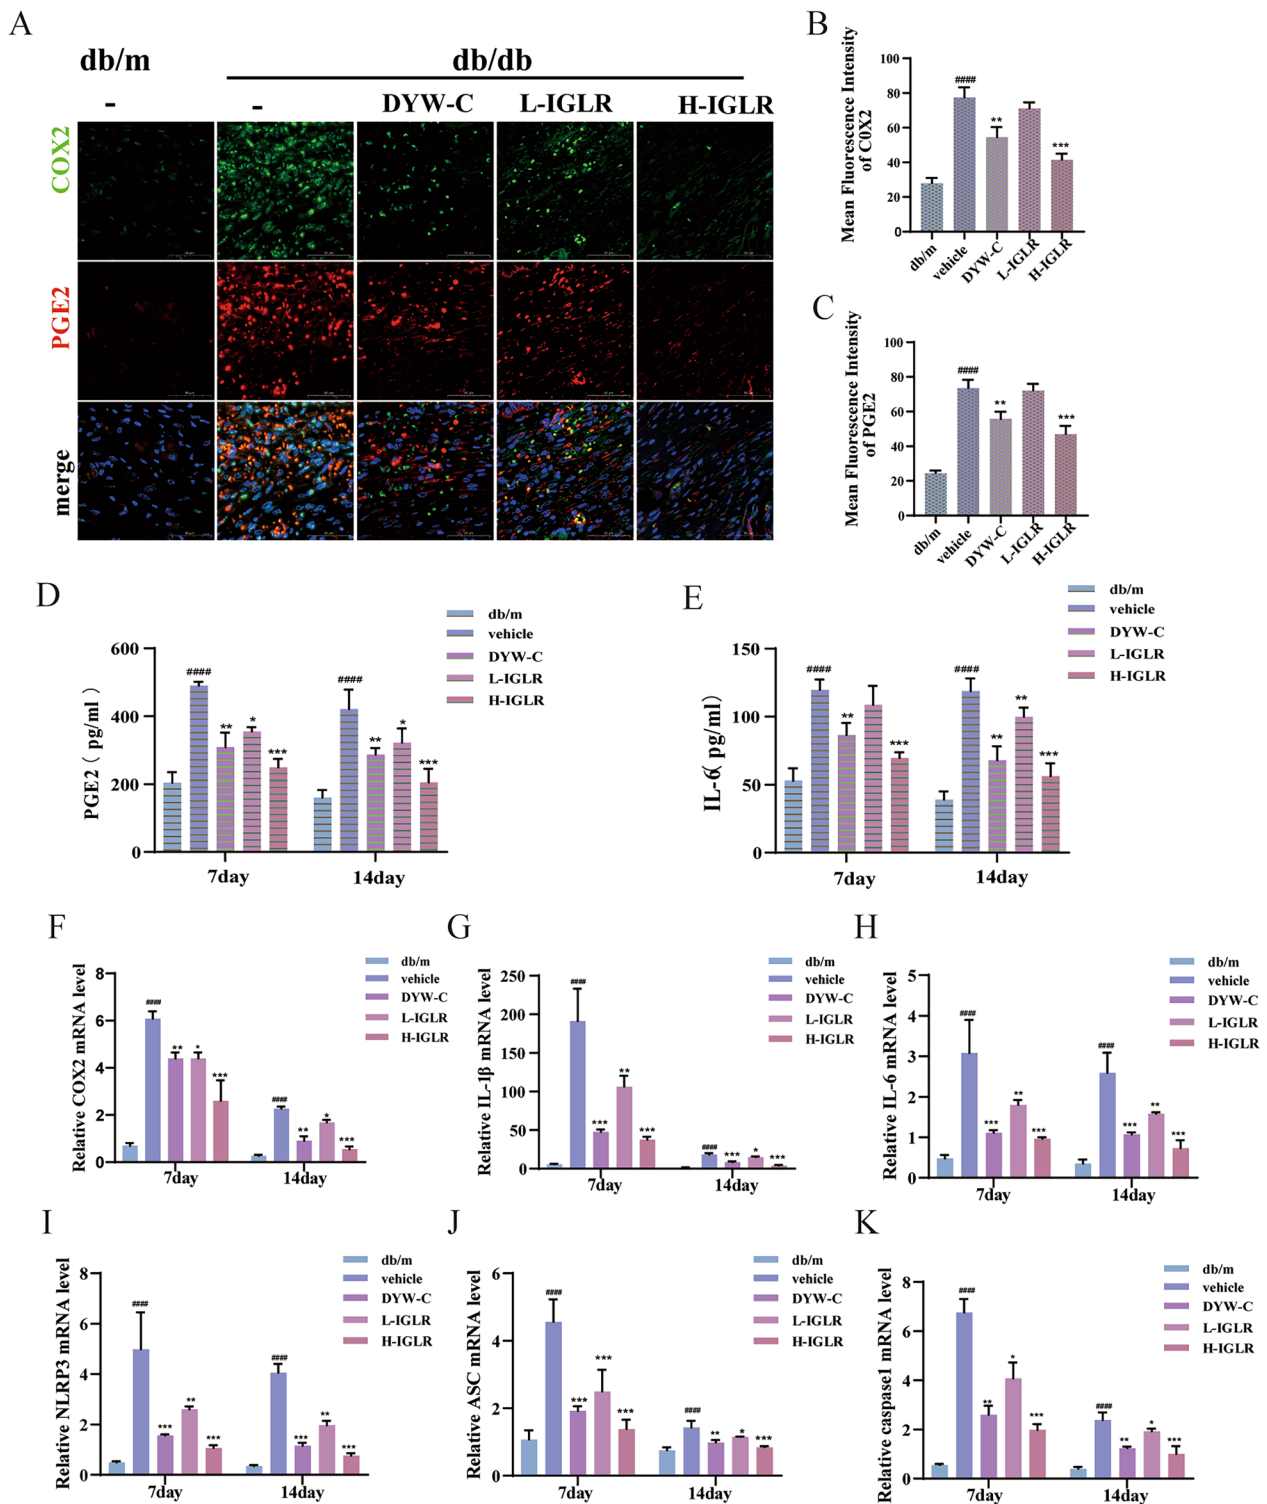 A
db/m
db/db
-
-
DYW-C
L-IGLR
H-IGLR
COX2
PGE2
merge
B
Mean Fluorescence Intensity
of C0X2
100
80
60
40
20
0
####
**
***
db/m
vehicle
DYW-C
L-IGLR
H-IGLR
C
Mean Fluorescence Intensity
of PGE2
100
80
60
40
20
0
####
**
***
db/m
vehicle
DYW-C
L-IGLR
H-IGLR
D
PGE2 ( pg/ml )
600
400
200
0
####
**
*
***
####
**
*
***
7day
14day
db/m
vehicle
DYW-C
L-IGLR
H-IGLR
E
IL-6( pg/ml)
150
100
50
0
####
**
***
####
**
**
***
7day
14day
db/m
vehicle
DYW-C
L-IGLR
H-IGLR
F
Relative COX2 mRNA level
8
6
4
2
0
####
**
*
***
####
**
*
***
7day
14day
db/m
vehicle
DYW-C
L-IGLR
H-IGLR
G
Relative IL-1β mRNA level
250
200
150
100
50
0
####
***
**
***
####
***
*
***
7day
14day
db/m
vehicle
DYW-C
L-IGLR
H-IGLR
H
Relative IL-6 mRNA level
5
4
3
2
1
0
####
***
**
***
####
***
**
***
7day
14day
db/m
vehicle
DYW-C
L-IGLR
H-IGLR
I
Relative NLRP3 mRNA level
8
6
4
2
0
####
***
**
***
####
***
**
***
7day
14day
db/m
vehicle
DYW-C
L-IGLR
H-IGLR
J
Relative ASC mRNA level
6
4
2
0
####
***
***
***
####
**
*
***
7day
14day
db/m
vehicle
DYW-C
L-IGLR
H-IGLR
K
Relative caspase1 mRNA level
8
6
4
2
0
####
**
*
***
####
**
*
***
7day
14day
db/m
vehicle
DYW-C
L-IGLR
H-IGLR